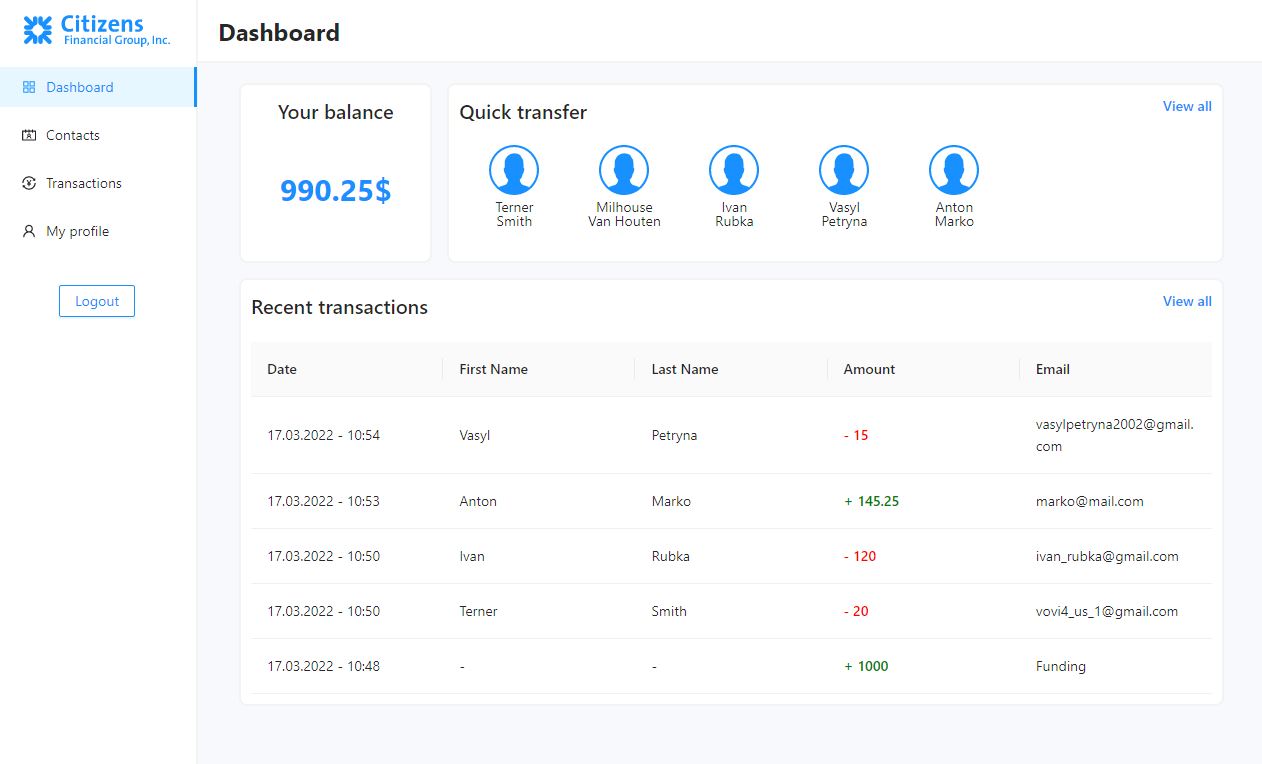 Citizens
Financial Group, Inc.
Dashboard
Contacts
Transactions
My profile
Logout
Dashboard
Your balance
990.25$
Quick transfer
View all
Terner
Smith
Milhouse
Van Houten
Ivan
Rubka
Vasyl
Petryna
Anton
Marko
Recent transactions
View all
Date First Name Last Name Amount Email
17.03.2022 - 10:54 Vasyl Petryna - 15 vasylpetryna2002@gmail.
com
17.03.2022 - 10:53 Anton Marko + 145.25 marko@mail.com
17.03.2022 - 10:50 Ivan Rubka - 120 ivan_rubka@gmail.com
17.03.2022 - 10:50 Terner Smith - 20 vovi4_us_1@gmail.com
17.03.2022 - 10:48 - - + 1000 Funding